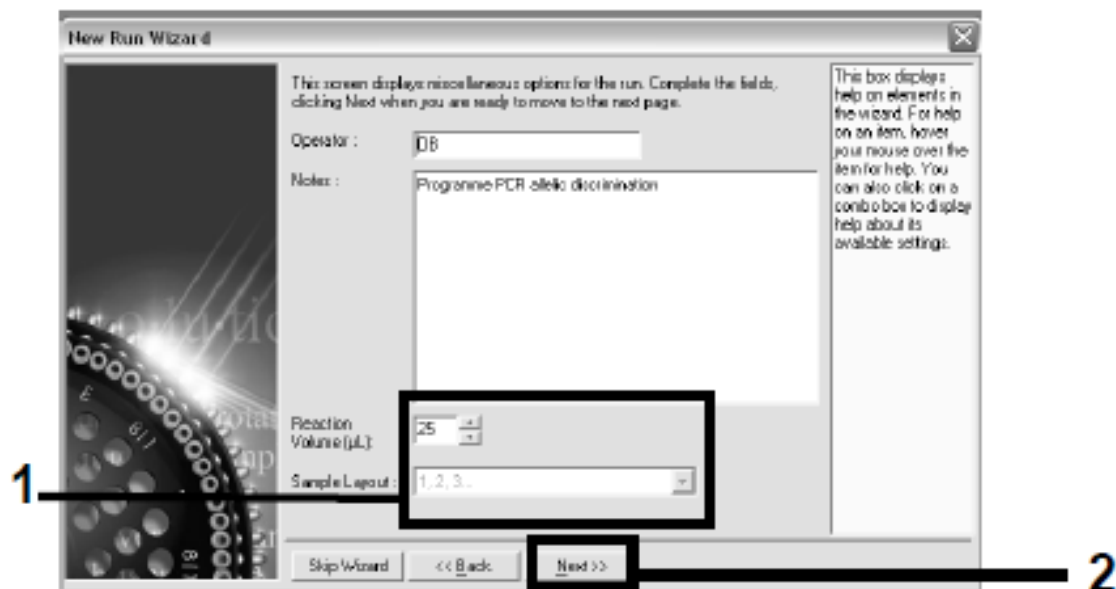 New Run Wizard
This screen displays miscellaneous options for the run. Complete the fields,
clicking Next when you are ready to move to the next page.
Operator :
DB
Notes :
Programme PCR allelic discrimination
Reaction
Volume (µL):
25
Sample Layout :
1, 2, 3...
Skip Wizard
<< Back
Next >>
This box displays
help on elements in
the wizard. For help
on an item, hover
your mouse over the
item for help. You
can also click on a
combo box to display
help about its
available settings.
1
2